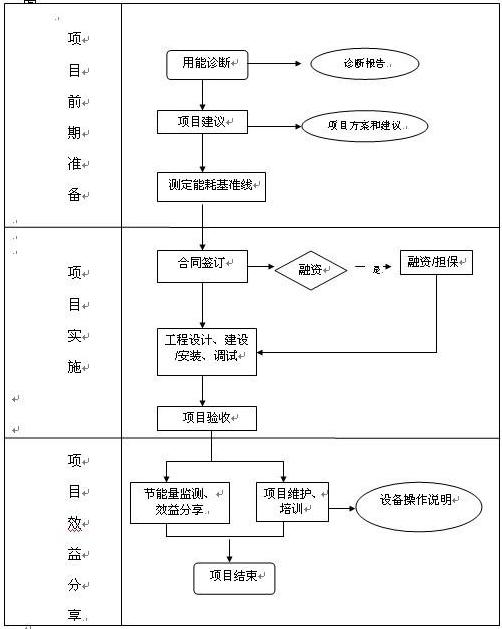 项目前期准备
用能诊断
诊断报告
项目建议
项目方案和建议
测定能耗基准线
项目实施
合同签订
融资
是
融资/担保
工程设计、建设
/安装、调试
项目验收
项目效益分享
节能量监测、
效益分享
项目维护、
培训
设备操作说明
项目结束